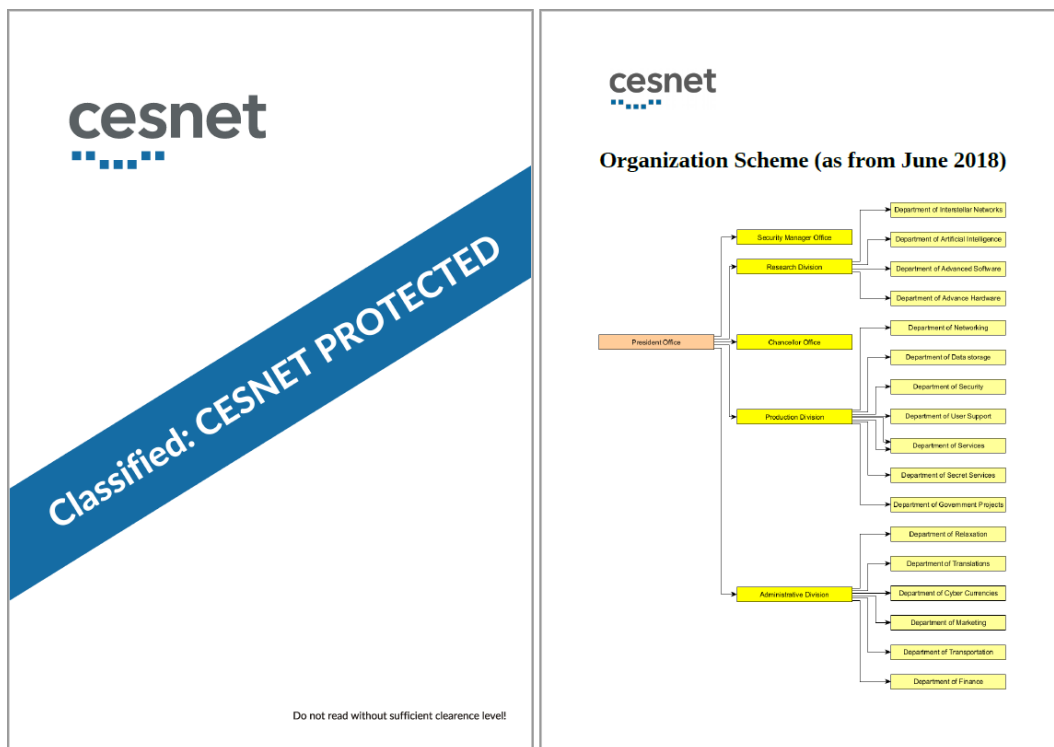 cesnet
Classified: CESNET PROTECTED
Do not read without sufficient clearence level!
cesnet
Organization Scheme (as from June 2018)
Department of Interstellar Networks
Security Manager Office
Department of Artificial Intelligence
Research Division
Department of Advanced Software
Department of Advance Hardware
Department of Networking
President Office
Chancellor Office
Department of Data storage
Department of Security
Production Division
Department of User Support
Department of Services
Department of Secret Services
Department of Government Projects
Department of Relaxation
Department of Translations
Administrative Division
Department of Cyber Currencies
Department of Marketing
Department of Transportation
Department of Finance